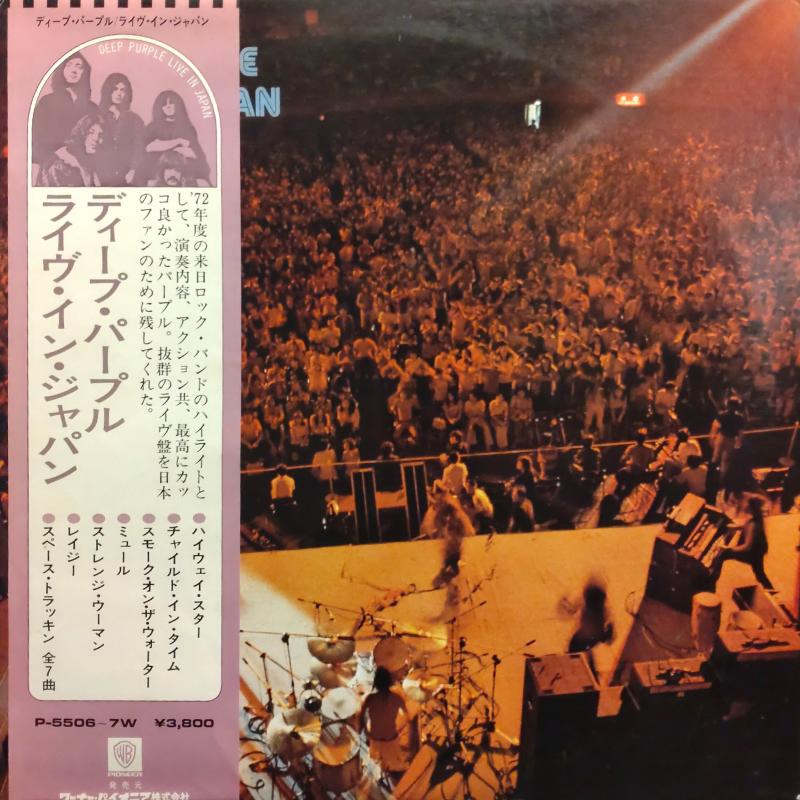 ディープ・パープル/ライヴ・イン・ジャパン
DEEP PURPLE LIVE IN JAPAN
E
AN
'72年度の来日ロック・バンドのハイライトと
して、演奏内容、アクション共、最高にカッ
コ良かったパープル。抜群のライヴ盤を日本
のファンのために残してくれた。
ディープ・パープル
ライヴ・イン・ジャパン
●ハイウェイ・スター
●チャイルド・イン・タイム
●スモーク・オン・ザ・ウォーター
●ミュール
●ストレンジ・ウーマン
●レイジー
●スペース・トラッキン 全7曲
P-5506~7W ¥3,800
WB
PIONEER
発売元
ワーナー・パイオニア株式会社